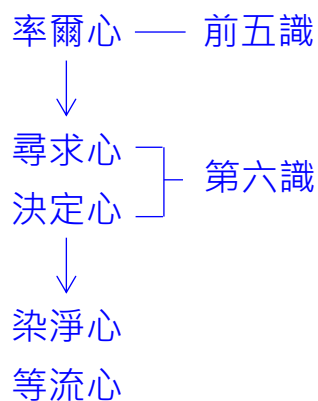 率爾心 前五識
尋求心
第六識
決定心
染淨心
等流心